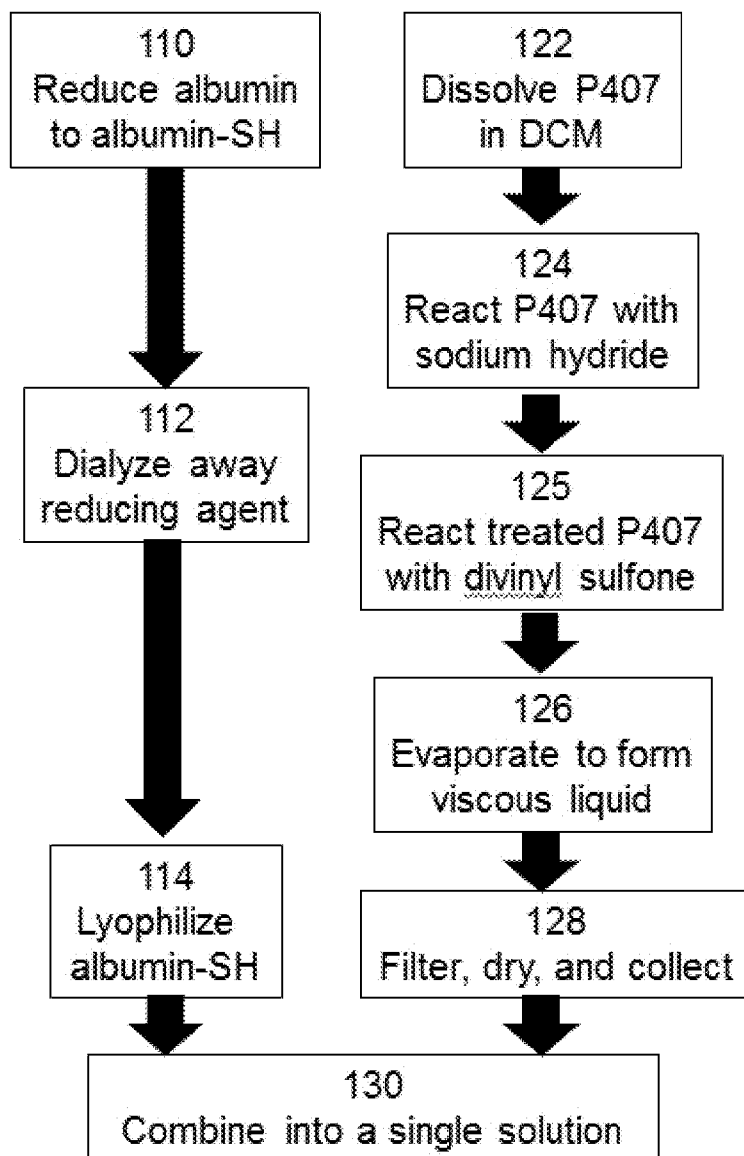 110
Reduce albumin
to albumin-SH
112
Dialyze away
reducing agent
114
Lyophilize
albumin-SH
122
Dissolve P407
in DCM
124
React P407 with
sodium hydride
125
React treated P407
with divinyl sulfone
126
Evaporate to form
viscous liquid
128
Filter, dry, and collect
130
Combine into a single solution